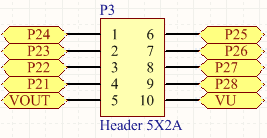 P3
P24 1 6 P25
P23 2 7 P26
P22 3 8 P27
P21 4 9 P28
VOUT 5 10 VU
Header 5X2A